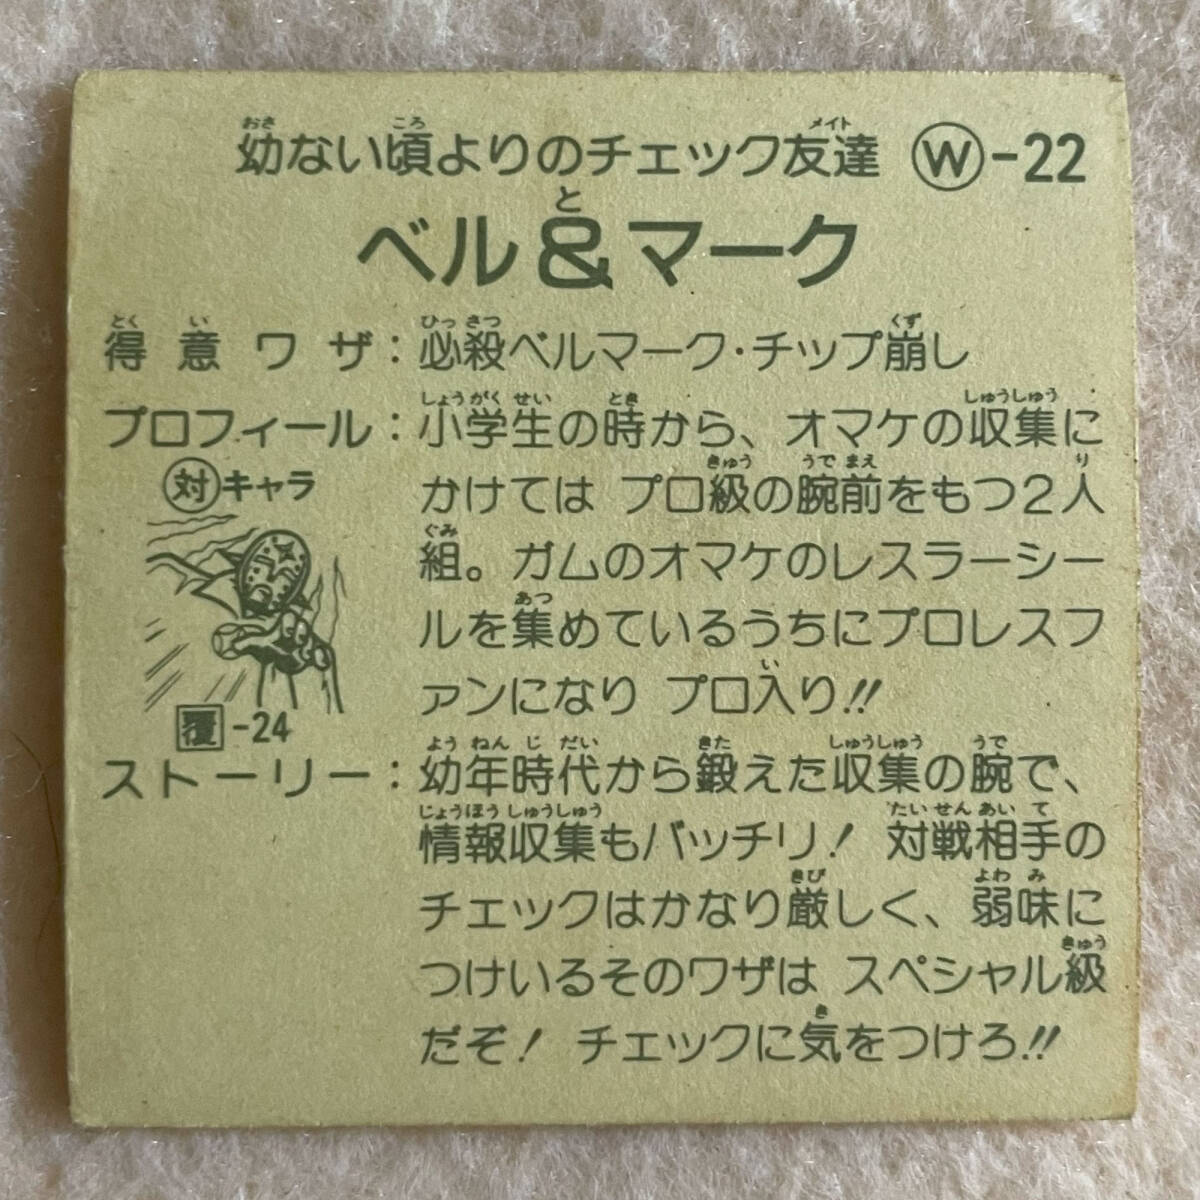 幼ない頃よりのチェック友達 Ⓦ-22
ベル&マーク
得意ワザ:必殺ベルマーク・チップ崩し
プロフィール:小学生の時から、オマケの収集に
かけては プロ級の腕前をもつ2人
組。ガムのオマケのレスラーシー
ルを集めているうちにプロレスフ
ァンになり プロ入り!!
対キャラ
覆-24
ストーリー:幼年時代から鍛えた収集の腕で、
情報収集もバッチリ! 対戦相手の
チェックはかなり厳しく、弱味に
つけいるそのワザは スペシャル級
だぞ! チェックに気をつけろ!!